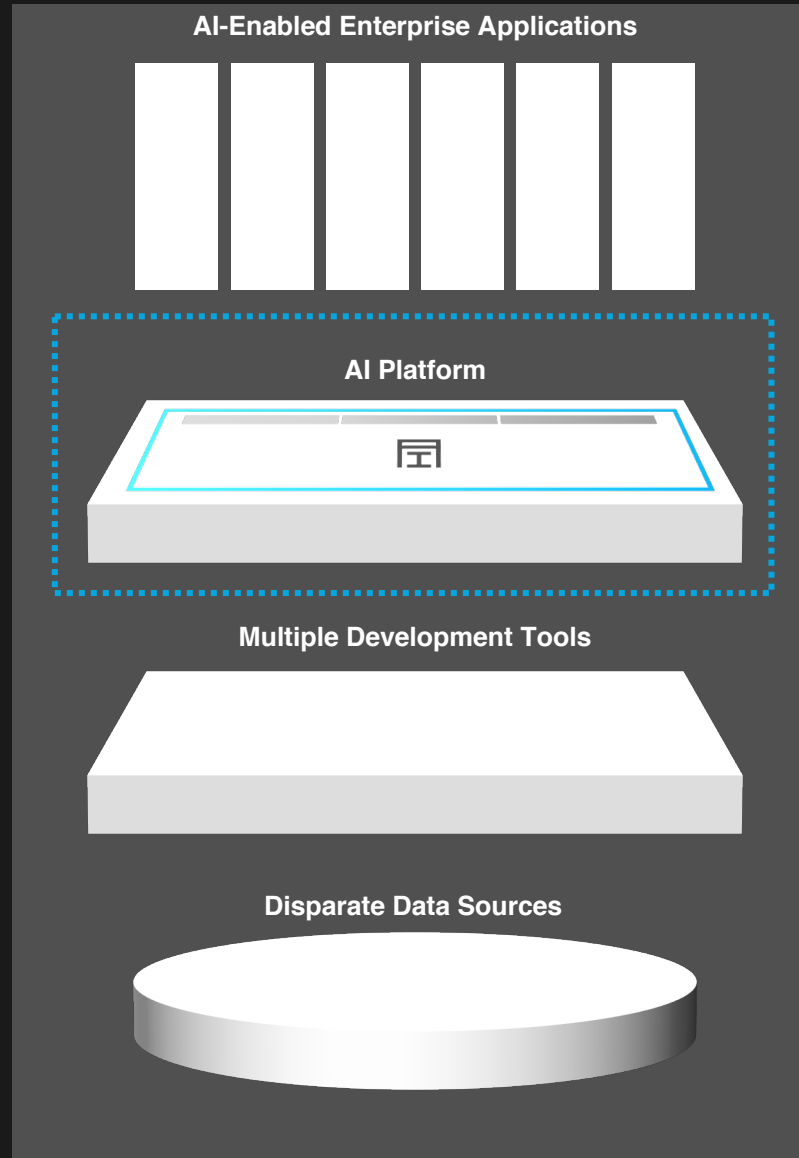 AI-Enabled Enterprise Applications
AI Platform
Multiple Development Tools
Disparate Data Sources